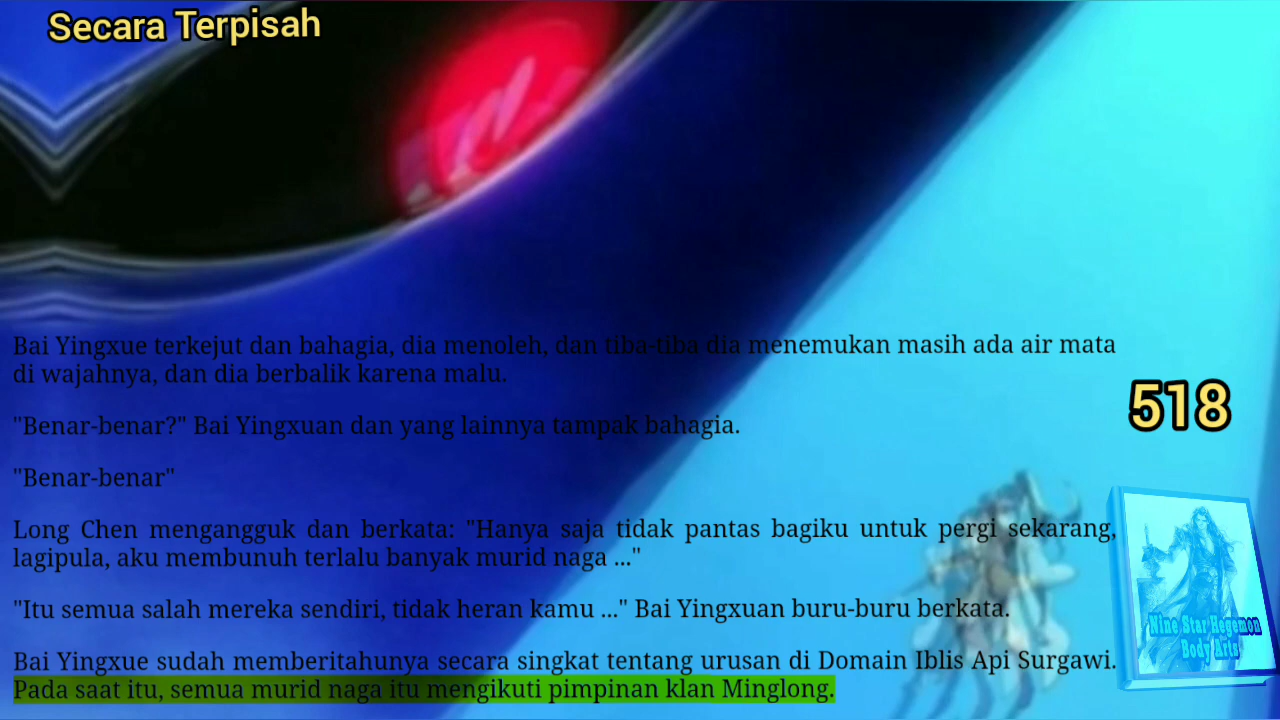 Secara Terpisah
Bai Yingxue terkejut dan bahagia, dia menoleh, dan tiba-tiba dia menemukan masih ada air mata
di wajahnya, dan dia berbalik karena malu.
"Benar-benar?" Bai Yingxuan dan yang lainnya tampak bahagia.
518
"Benar-benar"
Long Chen mengangguk dan berkata: "Hanya saja tidak pantas bagiku untuk pergi sekarang,
lagipula, aku membunuh terlalu banyak murid naga ..."
"Itu semua salah mereka sendiri, tidak heran kamu ..." Bai Yingxuan buru-buru berkata.
Nine Star Hegemon
Body Arts
Bai Yingxue sudah memberitahunya secara singkat tentang urusan di Domain Iblis Api Surgawi.
Pada saat itu, semua murid naga itu mengikuti pimpinan klan Minglong.